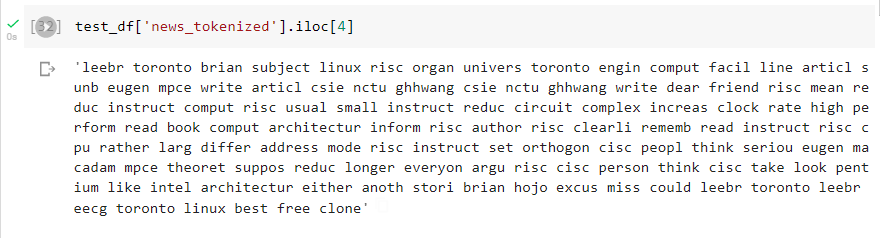 [32] test_df['news_tokenized'].iloc[4]
0s
'leebr toronto brian subject linux risc organ univers toronto engin comput facil line articl s
unb eugen mpce write articl csie nctu ghhwang csie nctu ghhwang write dear friend risc mean re
duc instruct comput risc usual small instruct reduc circuit complex increas clock rate high pe
rform read book comput architectur inform risc author risc clearli rememb read instruct risc c
pu rather larg differ address mode risc instruct set orthogon cisc peopl think seriou eugen ma
cadam mpce theoret suppos reduc longer everyon argu risc cisc person think cisc take look pent
ium like intel architectur either anoth stori brian hojo excus miss could leebr toronto leebr
eecg toronto linux best free clone'